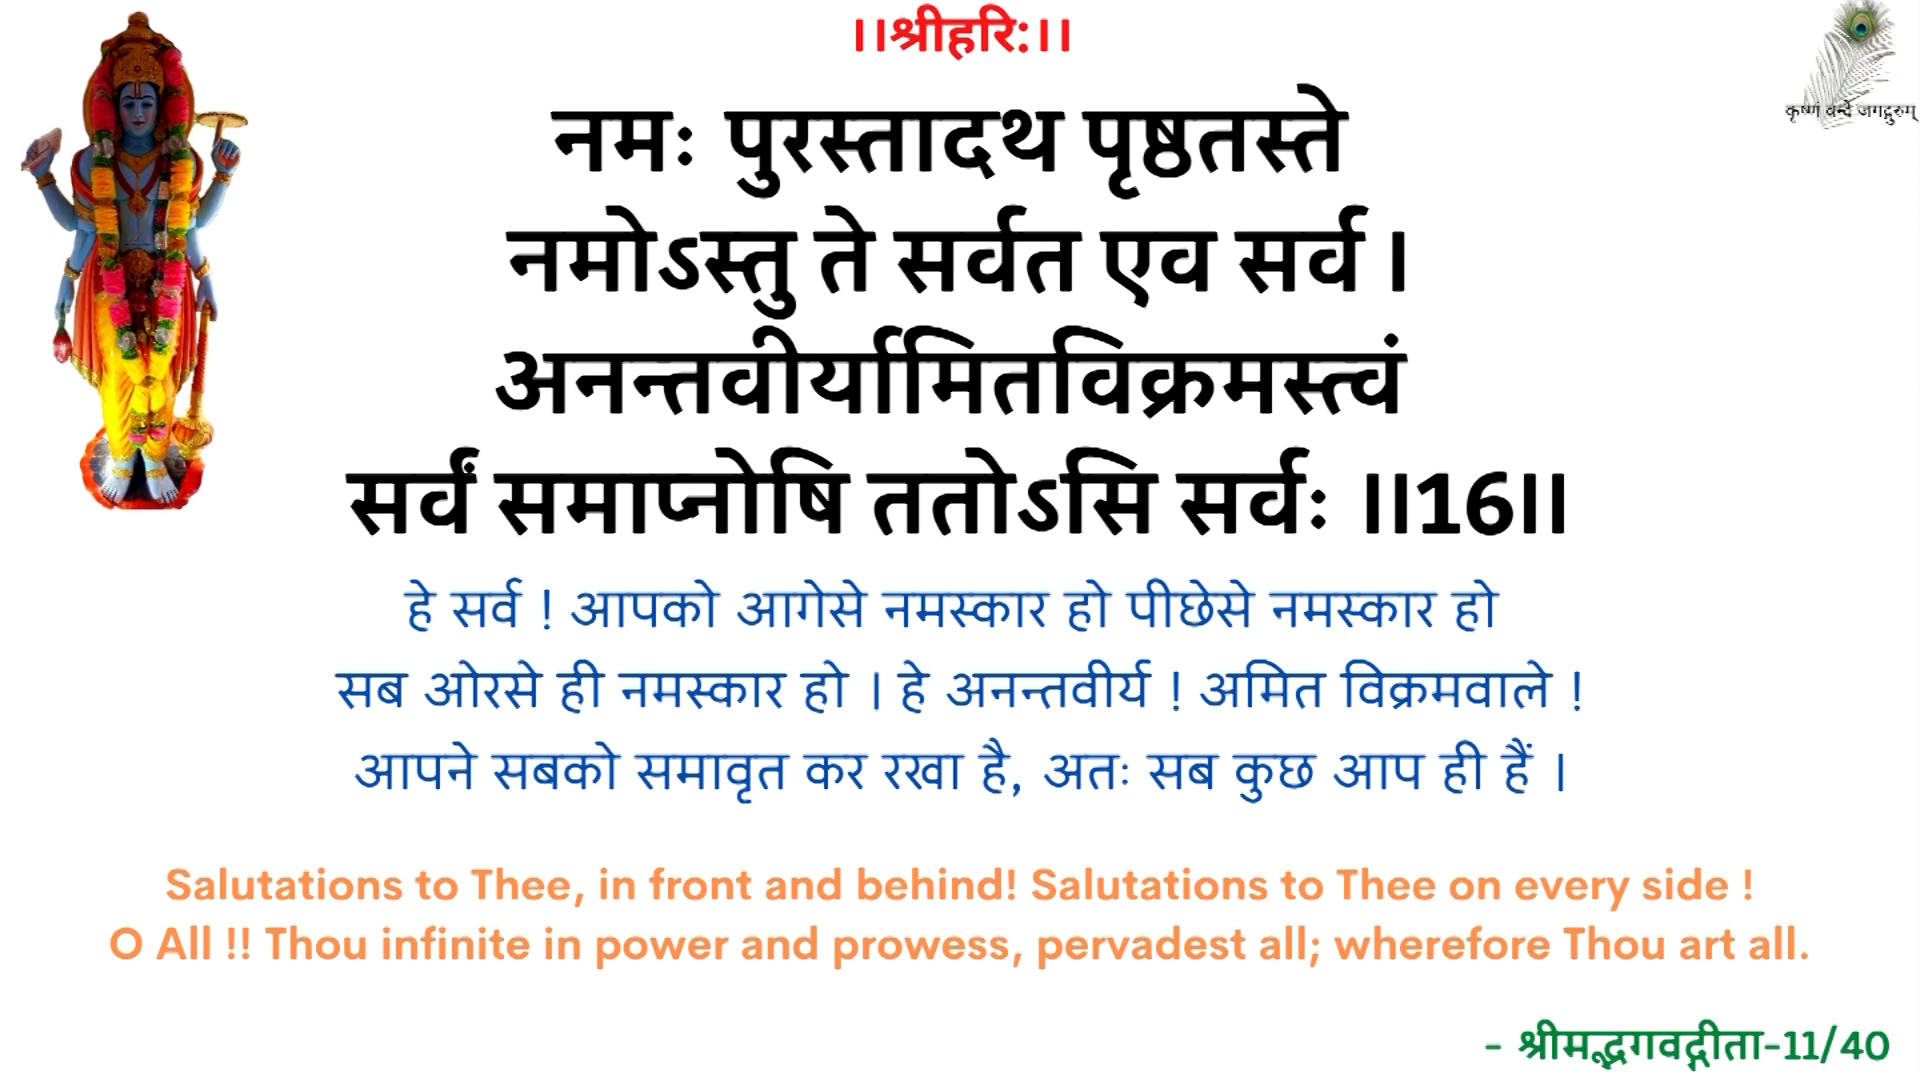 ।।श्रीहरि:।।
कृष्णं वन्दे जगद्गुरुम्
नमः पुरस्तादथ पृष्ठतस्ते
नमोऽस्तु ते सर्वत एव सर्व।
अनन्तवीर्यामितविक्रमस्त्वं
सर्वं समाप्नोषि ततोऽसि सर्वः ॥16॥
हे सर्व ! आपको आगेसे नमस्कार हो पीछेसे नमस्कार हो
सब ओरसे ही नमस्कार हो । हे अनन्तवीर्य ! अमित विक्रमवाले !
आपने सबको समावृत कर रखा है, अतः सब कुछ आप ही हैं ।
Salutations to Thee, in front and behind! Salutations to Thee on every side !
O All !! Thou infinite in power and prowess, pervadest all; wherefore Thou art all.
- श्रीमद्भगवद्गीता-11/40